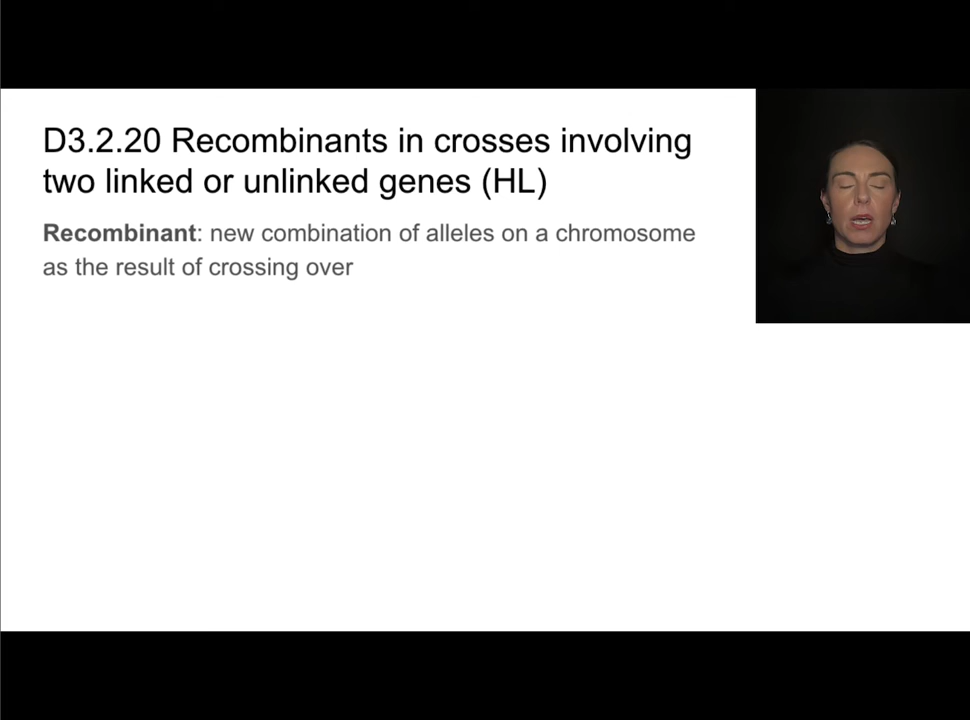 D3.2.20 Recombinants in crosses involving
two linked or unlinked genes (HL)
Recombinant: new combination of alleles on a chromosome
as the result of crossing over